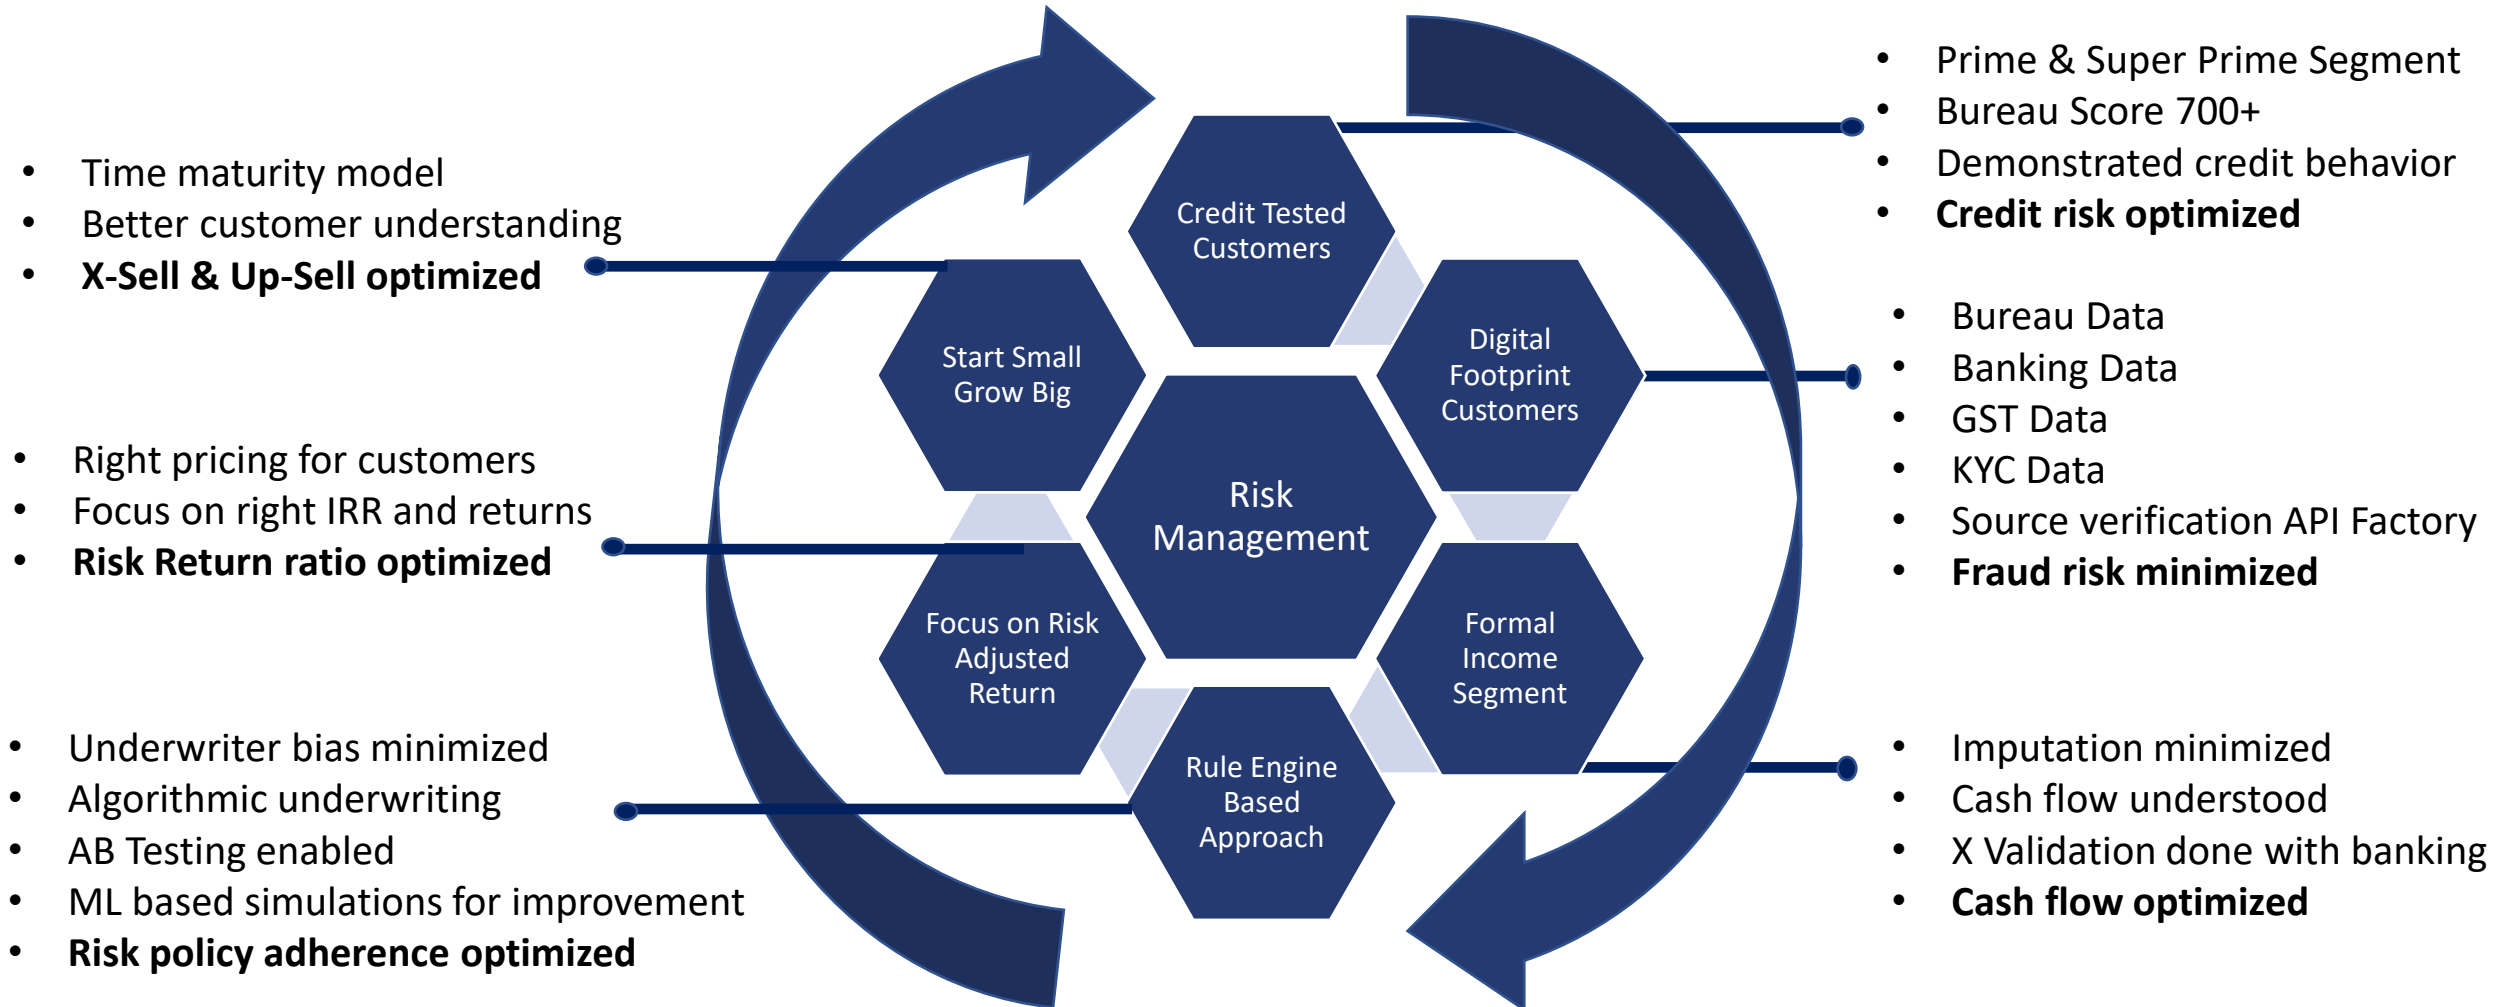 Time maturity model
Better customer understanding
X-Sell & Up-Sell optimized
Right pricing for customers
Focus on right IRR and returns
Risk Return ratio optimized
Underwriter bias minimized
Algorithmic underwriting
AB Testing enabled
ML based simulations for improvement
Risk policy adherence optimized
Credit Tested
Customers
Start Small
Grow Big
Digital
Footprint
Customers
Risk
Management
Focus on Risk
Adjusted
Return
Formal
Income
Segment
Rule Engine
Based
Approach
Prime & Super Prime Segment
Bureau Score 700+
Demonstrated credit behavior
Credit risk optimized
Bureau Data
Banking Data
GST Data
KYC Data
Source verification API Factory
Fraud risk minimized
Imputation minimized
Cash flow understood
X Validation done with banking
Cash flow optimized